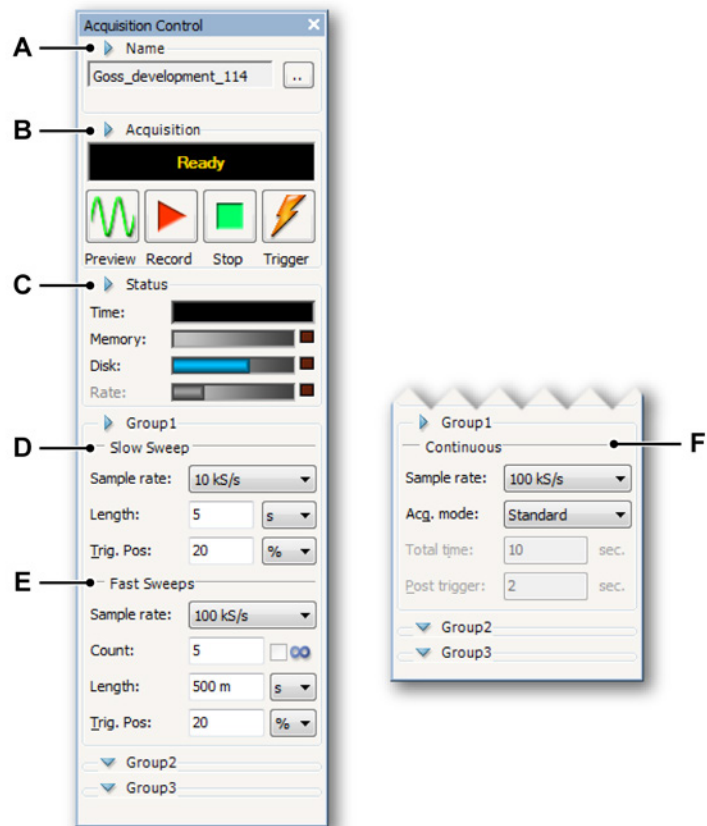 Acquisition Control
A
Name
Goss_development_114 ..
B
Acquisition
Ready
Preview Record Stop Trigger
C
Status
Time:
Memory:
Disk:
Rate:
Group1
D
Slow Sweep
Sample rate: 10 kS/s
Length: 5 s
Trig. Pos: 20 %
E
Fast Sweeps
Sample rate: 100 kS/s
Count: 5
Length: 500 m s
Trig. Pos: 20 %
Group2
Group3
Group1
Continuous
F
Sample rate: 100 kS/s
Acq. mode: Standard
Total time: 10 sec.
Post trigger: 2 sec.
Group2
Group3